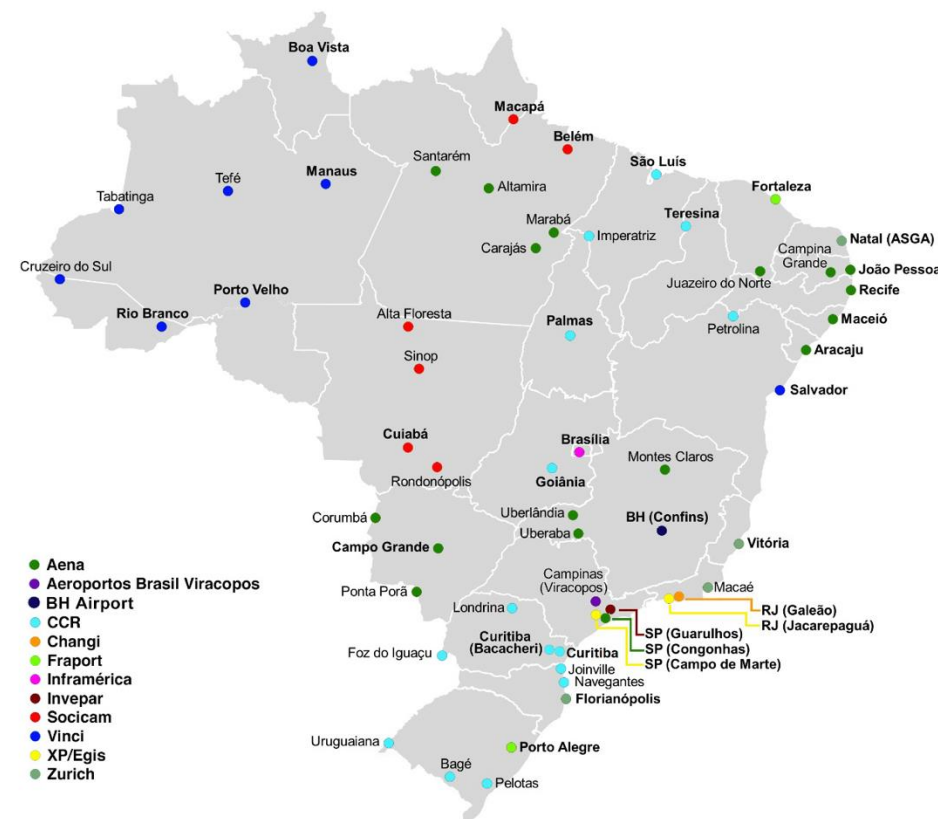 Boa Vista
Macapá
Belém
Santarém
Altamira
São Luís
Manaus
Tefé
Tabatinga
Fortaleza
Teresina
Marabá
Imperatriz
Carajás
Natal (ASGA)
Campina
Grande
João Pessoa
Juazeiro do Norte
Recife
Cruzeiro do Sul
Porto Velho
Rio Branco
Alta Floresta
Palmas
Petrolina
Maceió
Aracaju
Sinop
Salvador
Cuiabá
Brasília
Rondonópolis
Goiânia
Montes Claros
Corumbá
Uberlândia
BH (Confins)
Uberaba
Campo Grande
Vitória
Ponta Porã
Campinas
(Viracopos)
Macaé
Londrina
RJ (Galeão)
RJ (Jacarepaguá)
SP (Guarulhos)
SP (Congonhas)
SP (Campo de Marte)
Curitiba
(Bacacheri)
Curitiba
Foz do Iguaçu
Joinville
Navegantes
Florianópolis
Uruguaiana
Porto Alegre
Bagé
Pelotas
Aena
Aeroportos Brasil Viracopos
BH Airport
CCR
Changi
Fraport
Inframérica
Invepar
Socicam
Vinci
XP/Egis
Zurich